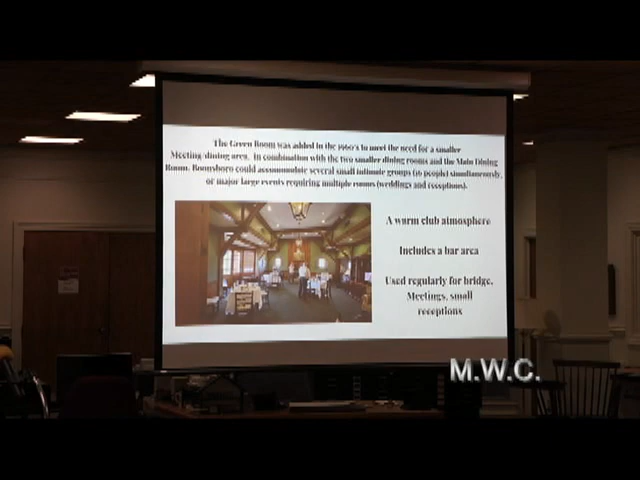 The Green Room was added in the 1960's to meet the need for a smaller
Meeting/dining area, in combination with the two smaller dining rooms and the Main Dining
Room, Boonsboro could accommodate several small intimate groups (16 people) simultaneously,
or major large events requiring multiple rooms (weddings and receptions).
A warm club atmosphere
Includes a bar area
Used regularly for bridge,
Meetings, small
receptions
M.W.C.